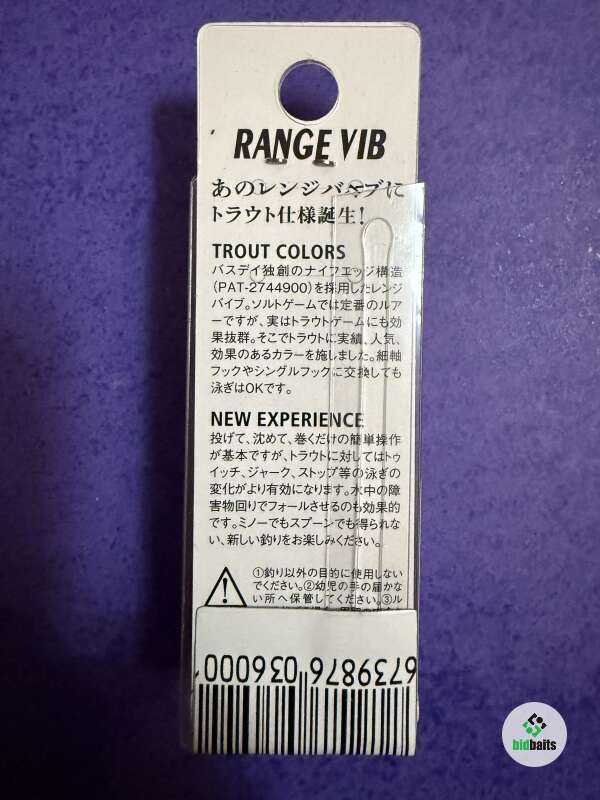 RANGE VIB
あのレンジバイブに
トラウト仕様誕生!
TROUT COLORS
バスデイ独創のナイフエッジ構造
(PAT-2744900)を採用したレンジ
バイブ。ソルトゲームでは定番のルアー
ですが、実はトラウトゲームにも効
果抜群。そこでトラウトに実績、人気、
効果のあるカラーを施しました。細軸
フックやシングルフックに交換しても
泳ぎはOKです。
NEW EXPERIENCE
投げて、沈めて、巻くだけの簡単操作
が基本ですが、トラウトに対してはトゥ
イッチ、ジャーク、ストップ等の泳ぎの
変化がより有効になります。水中の障
害物回りでフォールさせるのも効果的
です。ミノーでもスプーンでも得られな
い、新しい釣りをお楽しみください。
①釣り以外の目的に使用しない
でください。②幼児の手の届かな
い所へ保管してください。③ル
036000 6739876
bidbaits